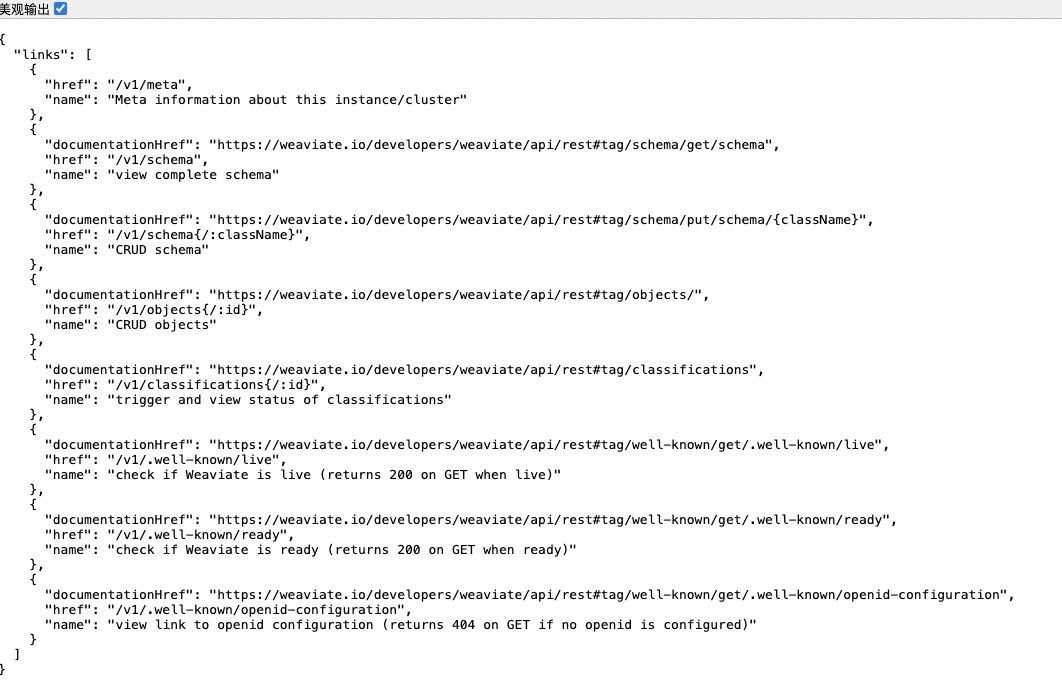 美观输出
{
  "links": [
    {
      "href": "/v1/meta",
      "name": "Meta information about this instance/cluster"
    },
    {
      "documentationHref": "https://weaviate.io/developers/weaviate/api/rest#tag/schema/get/schema",
      "href": "/v1/schema",
      "name": "view complete schema"
    },
    {
      "documentationHref": "https://weaviate.io/developers/weaviate/api/rest#tag/schema/put/schema/{className}",
      "href": "/v1/schema{/:className}",
      "name": "CRUD schema"
    },
    {
      "documentationHref": "https://weaviate.io/developers/weaviate/api/rest#tag/objects/",
      "href": "/v1/objects{/:id}",
      "name": "CRUD objects"
    },
    {
      "documentationHref": "https://weaviate.io/developers/weaviate/api/rest#tag/classifications",
      "href": "/v1/classifications{/:id}",
      "name": "trigger and view status of classifications"
    },
    {
      "documentationHref": "https://weaviate.io/developers/weaviate/api/rest#tag/well-known/get/.well-known/live",
      "href": "/v1/.well-known/live",
      "name": "check if Weaviate is live (returns 200 on GET when live)"
    },
    {
      "documentationHref": "https://weaviate.io/developers/weaviate/api/rest#tag/well-known/get/.well-known/ready",
      "href": "/v1/.well-known/ready",
      "name": "check if Weaviate is ready (returns 200 on GET when ready)"
    },
    {
      "documentationHref": "https://weaviate.io/developers/weaviate/api/rest#tag/well-known/get/.well-known/openid-configuration",
      "href": "/v1/.well-known/openid-configuration",
      "name": "view link to openid configuration (returns 404 on GET if no openid is configured)"
    }
  ]
}